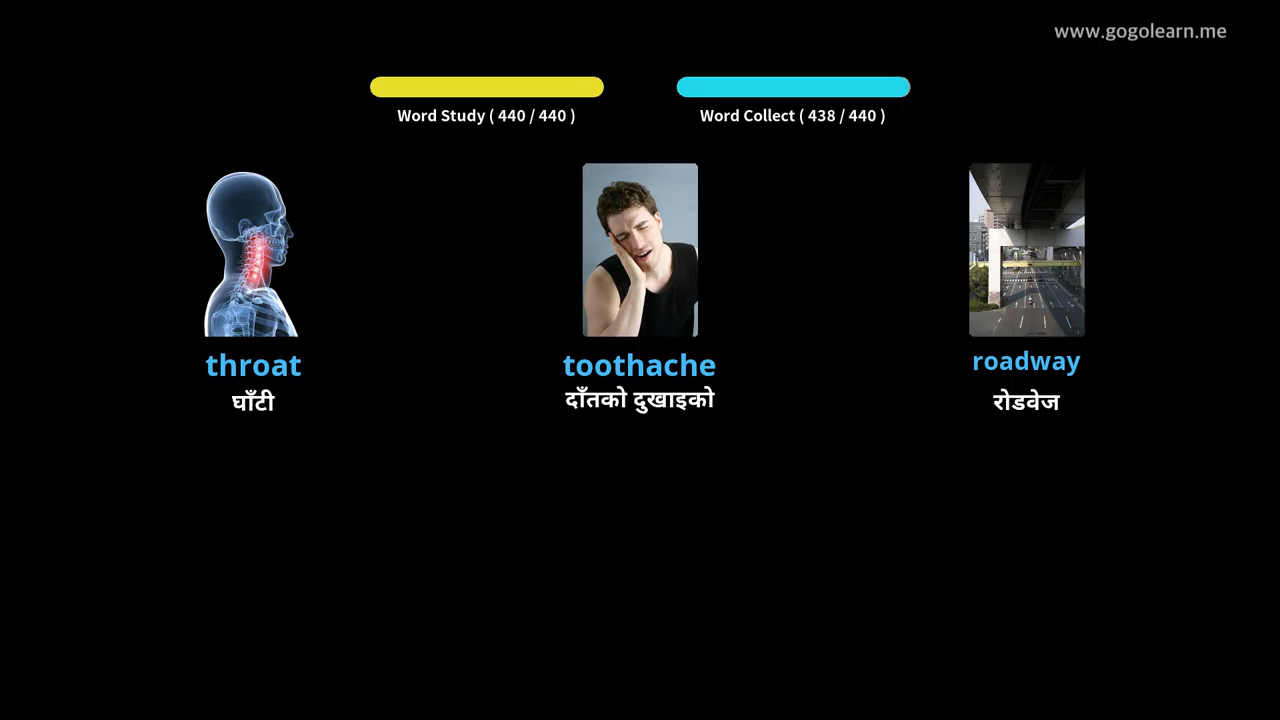 www.gogolearn.me
Word Study ( 440 / 440 )
Word Collect ( 438 / 440 )
throat
toothache
roadway
घाँटी
दाँतको दुखाइको
रोडवेज